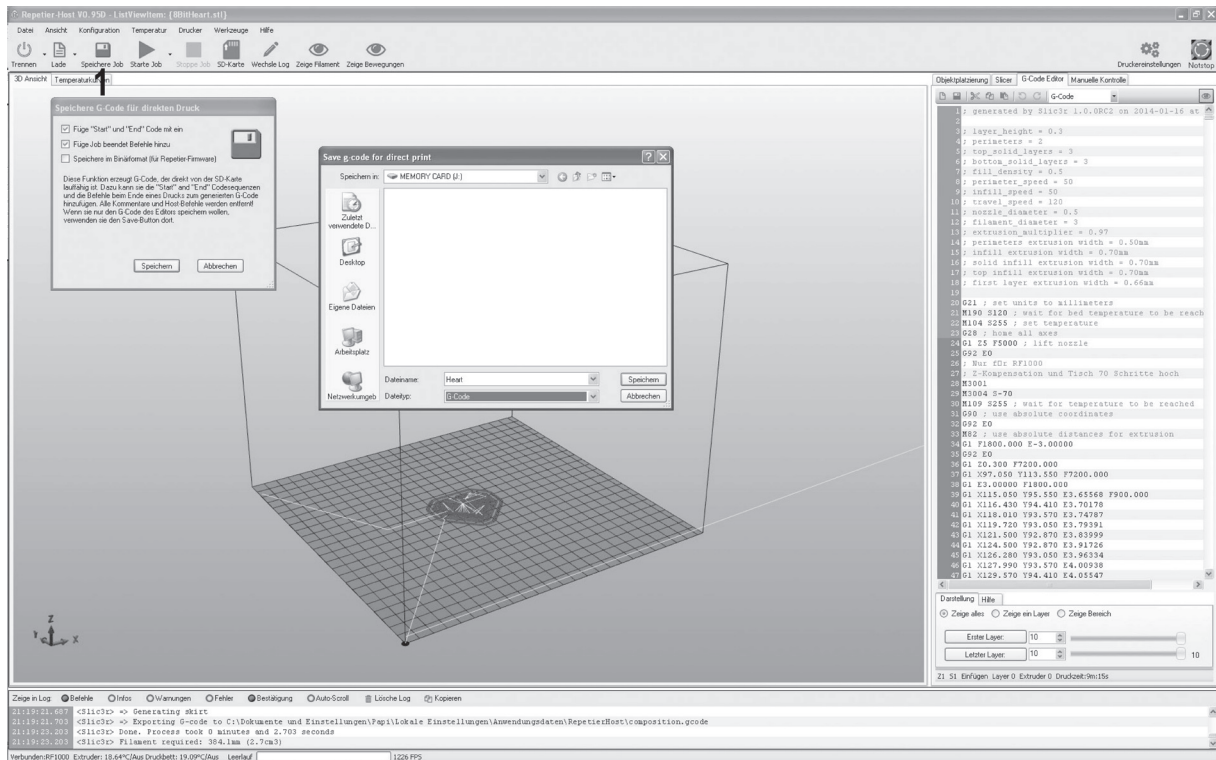 Repetier-Host V0.95D - ListViewItem: {8BitHeart.stl}
Datei Ansicht Konfiguration Temperatur Drucker Werkzeuge Hilfe
Trennen Lade Speichere Job Starte Job Stoppe Job SD-Karte Wechsle Log Zeige Filament Zeige Bewegungen Druckereinstellungen Notstop
1
3D Ansicht
Speichere G-Code für direkten Druck
Füge "Start" und "End" Code mit ein
Füge Job beendet Befehle hinzu
Speichere im Binärformat (für Repetier-Firmware)
Diese Funktion erzeugt G-Code, der direkt von der SD-Karte
lauffähig ist. Dazu kann sie die "Start" and "End" Codesequenzen
und die Befehle beim Ende eines Drucks zum generierten G-Code
hinzufügen. Alle Kommentare und Host-Befehle werden entfernt!
Wenn sie nur den G-Code des Editors speichern wollen,
verwenden sie den Save-Button dort.
Speichern Abbrechen
Save g-code for direct print
Speichern in: MEMORY CARD (J:)
Zuletzt
verwendete D...
Desktop
Eigene Dateien
Arbeitsplatz
Netzwerkumgeb
Dateiname: Heart Speichern
Dateityp: G-Code Abbrechen
Z
Y X
Objektplatzierung Slicer G-Code Editor Manuelle Kontrolle
G-Code
1 ; generated by Slic3r 1.0.0RC2 on 2014-01-16 at
2
3 ; layer_height = 0.3
4 ; perimeters = 2
5 ; top_solid_layers = 3
6 ; bottom_solid_layers = 3
7 ; fill_density = 0.5
8 ; perimeter_speed = 50
9 ; infill_speed = 50
10 ; travel_speed = 120
11 ; nozzle_diameter = 0.5
12 ; filament_diameter = 3
13 ; extrusion_multiplier = 0.97
14 ; perimeters extrusion width = 0.50mm
15 ; infill extrusion width = 0.70mm
16 ; solid infill extrusion width = 0.70mm
17 ; top infill extrusion width = 0.70mm
18 ; first layer extrusion width = 0.66mm
19
20 G21 ; set units to millimeters
21 M190 S120 ; wait for bed temperature to be reach
22 M104 S255 ; set temperature
23 G28 ; home all axes
24 G1 Z5 F5000 ; lift nozzle
25 G92 E0
26 ; Nur für RF1000
27 ; Z-Kompensation und Tisch 70 Schritte hoch
28 M3001
29 M3004 S-70
30 M109 S255 ; wait for temperature to be reached
31 G90 ; use absolute coordinates
32 G92 E0
33 M82 ; use absolute distances for extrusion
34 G1 F1800.000 E-3.00000
35 G92 E0
36 G1 Z0.300 F7200.000
37 G1 X97.050 Y113.550 F7200.000
38 G1 E3.00000 F1800.000
39 G1 X115.050 Y95.550 E3.65568 F900.000
40 G1 X116.430 Y94.410 E3.70178
41 G1 X118.010 Y93.570 E3.74787
42 G1 X119.720 Y93.050 E3.79391
43 G1 X121.500 Y92.870 E3.83999
44 G1 X124.500 Y92.870 E3.91726
45 G1 X126.280 Y93.050 E3.96334
46 G1 X127.990 Y93.570 E4.00938
47 G1 X129.570 Y94.410 E4.05547
Darstellung Hilfe
Zeige alles Zeige ein Layer Zeige Bereich
Erster Layer: 10
Letzter Layer: 10 10
Z1 S1 Einfügen Layer 0 Extruder 0 Druckzeit:9m:15s
Zeige in Log: Befehle Infos Warnungen Fehler Bestätigung Auto-Scroll Lösche Log Kopieren
21:19:21.687 <Slic3r> => Generating skirt
21:19:21.703 <Slic3r> => Exporting G-code to C:\Dokumente und Einstellungen\Papi\Lokale Einstellungen\Anwendungsdaten\RepetierHost\composition.gcode
21:19:23.203 <Slic3r> Done. Process took 0 minutes and 2.703 seconds
21:19:23.203 <Slic3r> Filament required: 384.1mm (2.7cm3)
Verbunden:RF1000 Extruder: 18.64°C/Aus Druckbett: 19.09°C/Aus Leerlauf 1226 FPS